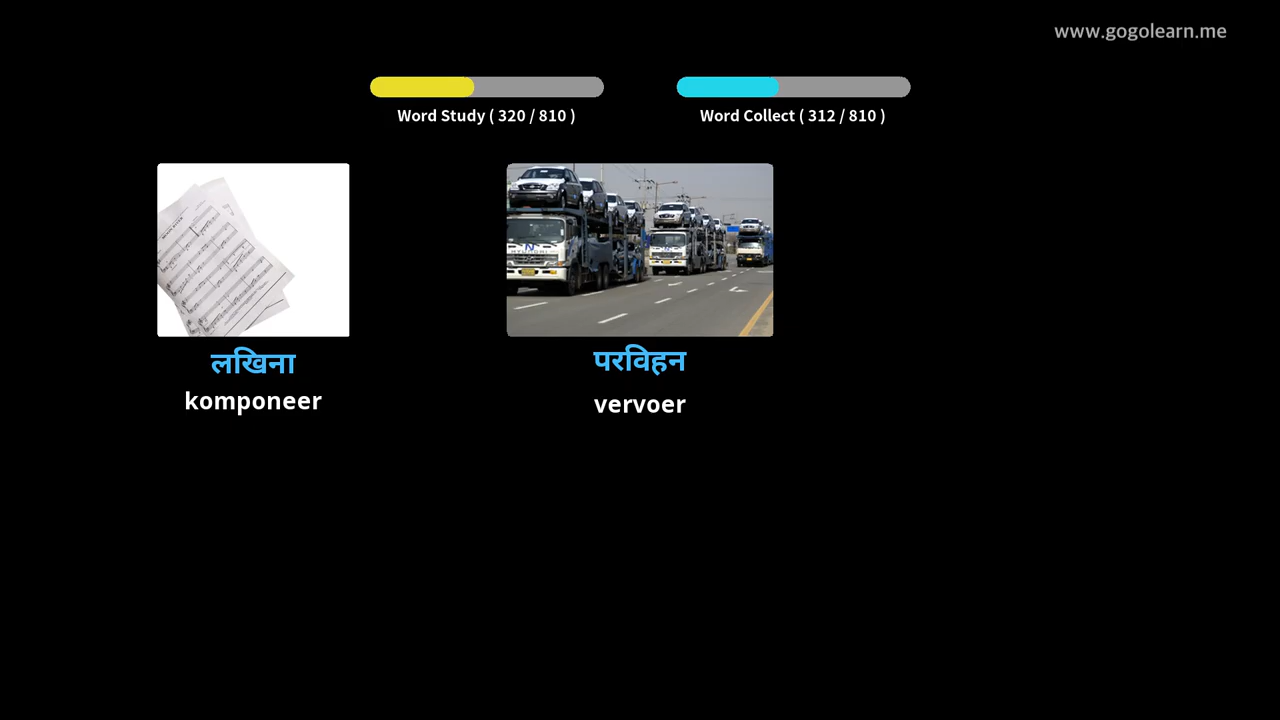 www.gogolearn.me
Word Study ( 320 / 810 )
Word Collect ( 312 / 810 )
लखिना
परविहन
komponeer
vervoer